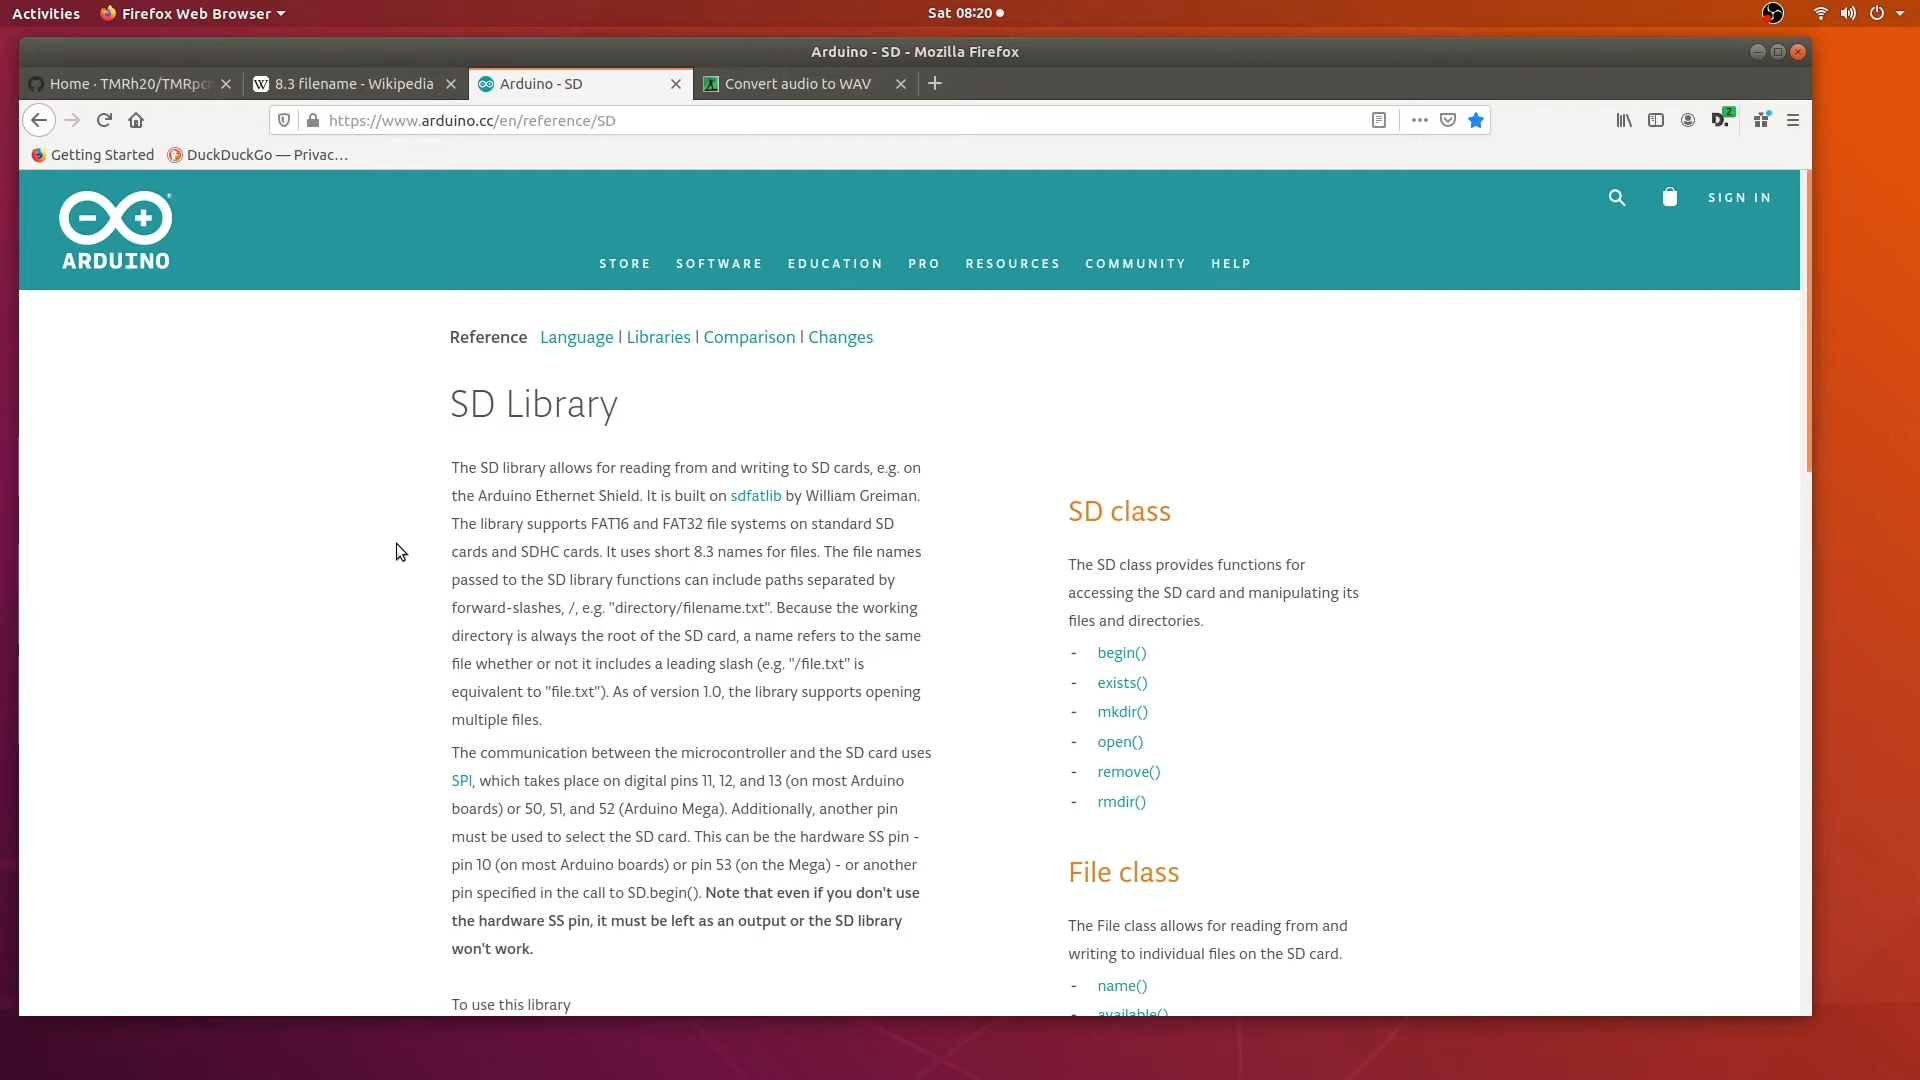 Activities Firefox Web Browser Sat 08:20
Arduino - SD - Mozilla Firefox
Home · TMRh20/TMRpcm 8.3 filename - Wikipedia Arduino - SD Convert audio to WAV
https://www.arduino.cc/en/reference/SD
2
Getting Started DuckDuckGo — Privac…
ARDUINO
SIGN IN
STORE SOFTWARE EDUCATION PRO RESOURCES COMMUNITY HELP
Reference Language | Libraries | Comparison | Changes
SD Library
The SD library allows for reading from and writing to SD cards, e.g. on
the Arduino Ethernet Shield. It is built on sdfatlib by William Greiman.
The library supports FAT16 and FAT32 file systems on standard SD
cards and SDHC cards. It uses short 8.3 names for files. The file names
passed to the SD library functions can include paths separated by
forward-slashes, /, e.g. "directory/filename.txt". Because the working
directory is always the root of the SD card, a name refers to the same
file whether or not it includes a leading slash (e.g. "/file.txt" is
equivalent to "file.txt"). As of version 1.0, the library supports opening
multiple files.
The communication between the microcontroller and the SD card uses
SPI, which takes place on digital pins 11, 12, and 13 (on most Arduino
boards) or 50, 51, and 52 (Arduino Mega). Additionally, another pin
must be used to select the SD card. This can be the hardware SS pin -
pin 10 (on most Arduino boards) or pin 53 (on the Mega) - or another
pin specified in the call to SD.begin(). Note that even if you don't use
the hardware SS pin, it must be left as an output or the SD library
won't work.
To use this library
SD class
The SD class provides functions for
accessing the SD card and manipulating its
files and directories.
- begin()
- exists()
- mkdir()
- open()
- remove()
- rmdir()
File class
The File class allows for reading from and
writing to individual files on the SD card.
- name()
- available()